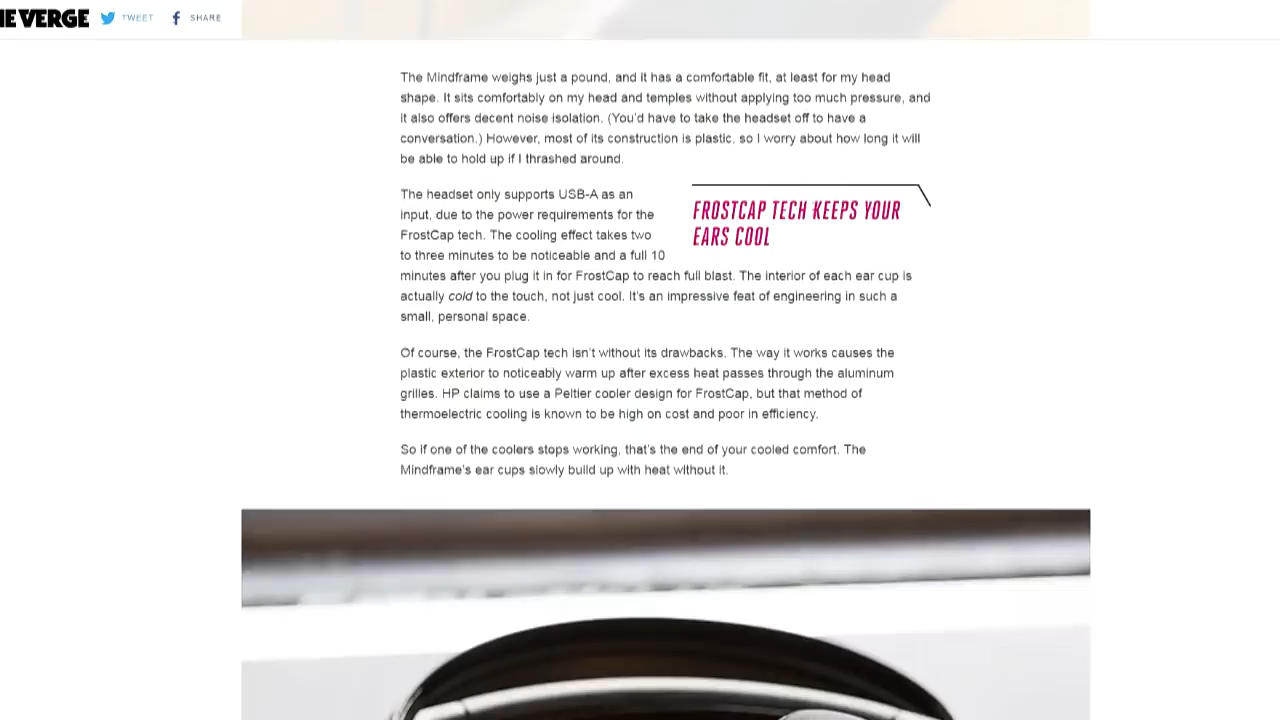 HE VERGE TWEET SHARE
The Mindframe weighs just a pound, and it has a comfortable fit, at least for my head
shape. It sits comfortably on my head and temples without applying too much pressure, and
it also offers decent noise isolation. (You'd have to take the headset off to have a
conversation.) However, most of its construction is plastic, so I worry about how long it will
be able to hold up if I thrashed around.
The headset only supports USB-A as an
input, due to the power requirements for the
FrostCap tech. The cooling effect takes two
to three minutes to be noticeable and a full 10
minutes after you plug it in for FrostCap to reach full blast. The interior of each ear cup is
actually cold to the touch, not just cool. It's an impressive feat of engineering in such a
small, personal space.
FROSTCAP TECH KEEPS YOUR
EARS COOL
Of course, the FrostCap tech isn't without its drawbacks. The way it works causes the
plastic exterior to noticeably warm up after excess heat passes through the aluminum
grilles. HP claims to use a Peltier cooler design for FrostCap, but that method of
thermoelectric cooling is known to be high on cost and poor in efficiency.
So if one of the coolers stops working, that's the end of your cooled comfort. The
Mindframe's ear cups slowly build up with heat without it.